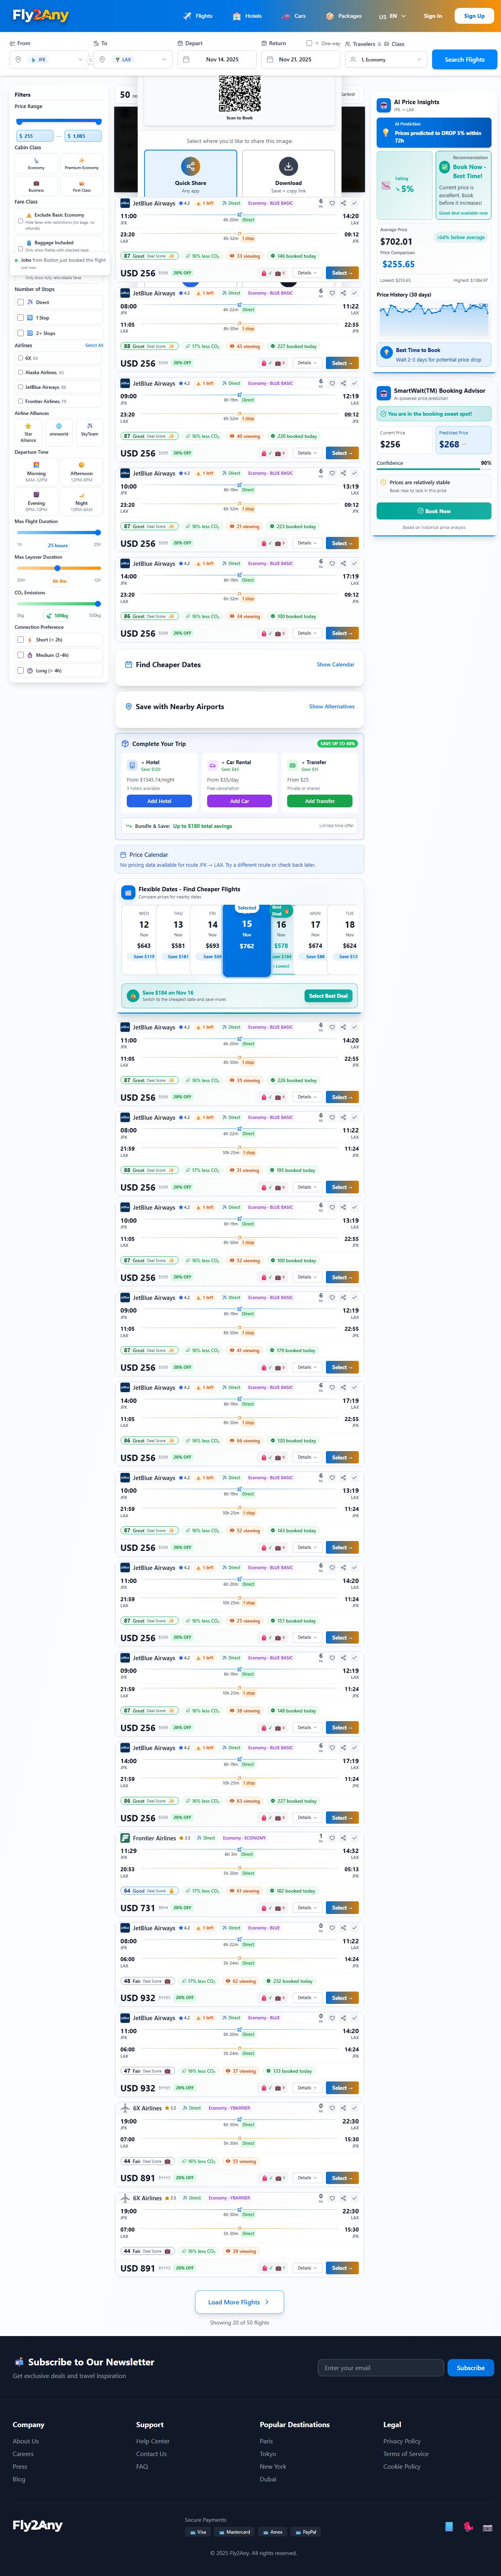 Fly2Any
Flights
Hotels
Cars
Packages
US EN
Sign In
Sign Up
From
To
Depart
Return
One-way
Travelers & Class
JFK
LAX
Nov 14, 2025
Nov 21, 2025
1, Economy
Search Flights
Filters
Price Range
$ 255
$ 1,085
Cabin Class
Economy
Premium Economy
Business
First Class
Fare Class
Exclude Basic Economy
Baggage Included
John from Boston just booked the flight
Number of Stops
Direct
1 Stop
2+ Stops
Airlines
Select All
6X, 6X
Alaska Airlines, AS
JetBlue Airways, B6
Frontier Airlines, F9
Airline Alliances
Star Alliance
oneworld
SkyTeam
Departure Time
Morning
6AM-12PM
Afternoon
12PM-6PM
Evening
6PM-10PM
Night
10PM-6AM
Max Flight Duration
25 hours
Max Layover Duration
6h 0m
CO₂ Emissions
500kg
Connection Preference
Short (< 2h)
Medium (2-4h)
Long (> 4h)
50
Scan to Book
Select where you'd like to share this image:
Quick Share
Any app
Download
Save + copy link
JetBlue Airways 4.2 1 left Direct Economy · BLUE BASIC
11:00 14:20
JFK 6h 20m Direct LAX
23:20 09:12
LAX 6h 52m 1 stop JFK
87 Great Deal Score 16% less CO₂ 33 viewing 146 booked today
USD 256 20% OFF Details Select →
JetBlue Airways 4.2 1 left Direct Economy · BLUE BASIC
08:00 11:22
JFK 6h 22m Direct LAX
11:05 22:55
LAX 8h 50m 1 stop JFK
88 Great Deal Score 17% less CO₂ 43 viewing 227 booked today
USD 256 20% OFF Details Select →
JetBlue Airways 4.2 1 left Direct Economy · BLUE BASIC
09:00 12:19
JFK 6h 19m Direct LAX
23:20 09:12
LAX 6h 52m 1 stop JFK
87 Great Deal Score 16% less CO₂ 40 viewing 220 booked today
USD 256 20% OFF Details Select →
JetBlue Airways 4.2 1 left Direct Economy · BLUE BASIC
10:00 13:19
JFK 6h 19m Direct LAX
23:20 09:12
LAX 6h 52m 1 stop JFK
87 Great Deal Score 16% less CO₂ 21 viewing 223 booked today
USD 256 20% OFF Details Select →
JetBlue Airways 4.2 1 left Direct Economy · BLUE BASIC
14:00 17:19
JFK 6h 19m Direct LAX
23:20 09:12
LAX 6h 52m 1 stop JFK
86 Great Deal Score 16% less CO₂ 34 viewing 100 booked today
USD 256 20% OFF Details Select →
Find Cheaper Dates
Show Calendar
Save with Nearby Airports
Show Alternatives
Complete Your Trip
SAVE UP TO 40%
+ Hotel
Save $120
From $1545.74/night
3 hotels available
Add Hotel
+ Car Rental
Save $45
From $35/day
Free cancellation
Add Car
+ Transfer
Save $15
From $25
Private or shared
Add Transfer
Bundle & Save: Up to $180 total savings
Limited time offer
Price Calendar
No pricing data available for route JFK → LAX. Try a different route or check back later.
Flexible Dates - Find Cheaper Flights
Compare prices for nearby dates
WED 12 Nov $643 Save $119
THU 13 Nov $581 Save $181
FRI 14 Nov $693 Save $69
Selected 15 Nov $762
Best Deal 16 Nov $578 Lowest
MON 17 Nov $674 Save $88
TUE 18 Nov $624
Save $184 on Nov 16
Switch to the cheapest date and save more!
Select Best Deal
JetBlue Airways 4.2 1 left Direct Economy · BLUE BASIC
11:00 14:20
JFK 6h 20m Direct LAX
11:05 22:55
LAX 8h 50m 1 stop JFK
87 Great Deal Score 16% less CO₂ 35 viewing 226 booked today
USD 256 20% OFF Details Select →
JetBlue Airways 4.2 1 left Direct Economy · BLUE BASIC
08:00 11:22
JFK 6h 22m Direct LAX
21:59 11:24
LAX 10h 25m 1 stop JFK
88 Great Deal Score 17% less CO₂ 31 viewing 195 booked today
USD 256 20% OFF Details Select →
JetBlue Airways 4.2 1 left Direct Economy · BLUE BASIC
10:00 13:19
JFK 6h 19m Direct LAX
11:05 22:55
LAX 8h 50m 1 stop JFK
87 Great Deal Score 16% less CO₂ 52 viewing 100 booked today
USD 256 20% OFF Details Select →
JetBlue Airways 4.2 1 left Direct Economy · BLUE BASIC
09:00 12:19
JFK 6h 19m Direct LAX
11:05 22:55
LAX 8h 50m 1 stop JFK
87 Great Deal Score 16% less CO₂ 41 viewing 179 booked today
USD 256 20% OFF Details Select →
JetBlue Airways 4.2 1 left Direct Economy · BLUE BASIC
14:00 17:19
JFK 6h 19m Direct LAX
11:05 22:55
LAX 8h 50m 1 stop JFK
86 Great Deal Score 16% less CO₂ 66 viewing 120 booked today
USD 256 20% OFF Details Select →
JetBlue Airways 4.2 1 left Direct Economy · BLUE BASIC
10:00 13:19
JFK 6h 19m Direct LAX
21:59 11:24
LAX 10h 25m 1 stop JFK
87 Great Deal Score 16% less CO₂ 52 viewing 143 booked today
USD 256 20% OFF Details Select →
JetBlue Airways 4.2 1 left Direct Economy · BLUE BASIC
11:00 14:20
JFK 6h 20m Direct LAX
21:59 11:24
LAX 10h 25m 1 stop JFK
87 Great Deal Score 16% less CO₂ 25 viewing 157 booked today
USD 256 20% OFF Details Select →
JetBlue Airways 4.2 1 left Direct Economy · BLUE BASIC
09:00 12:19
JFK 6h 19m Direct LAX
21:59 11:24
LAX 10h 25m 1 stop JFK
87 Great Deal Score 16% less CO₂ 38 viewing 148 booked today
USD 256 20% OFF Details Select →
JetBlue Airways 4.2 1 left Direct Economy · BLUE BASIC
14:00 17:19
JFK 6h 19m Direct LAX
21:59 11:24
LAX 10h 25m 1 stop JFK
86 Great Deal Score 16% less CO₂ 63 viewing 227 booked today
USD 256 20% OFF Details Select →
Frontier Airlines 3.5 Direct Economy · ECONOMY
11:29 14:32
JFK 6h 3m Direct LAX
20:53 05:13
LAX 5h 20m Direct JFK
64 Good Deal Score 17% less CO₂ 61 viewing 182 booked today
USD 731 20% OFF Details Select →
JetBlue Airways 4.2 1 left Direct Economy · BLUE
08:00 11:22
JFK 6h 22m Direct LAX
06:00 14:24
LAX 5h 24m Direct JFK
48 Fair Deal Score 17% less CO₂ 62 viewing 232 booked today
USD 932 20% OFF Details Select →
JetBlue Airways 4.2 1 left Direct Economy · BLUE
11:00 14:20
JFK 6h 20m Direct LAX
06:00 14:24
LAX 5h 24m Direct JFK
47 Fair Deal Score 16% less CO₂ 37 viewing 133 booked today
USD 932 20% OFF Details Select →
6X Airlines 3.5 Direct Economy · YBARRIER
19:00 22:30
JFK 6h 30m Direct LAX
07:00 15:30
LAX 5h 30m Direct JFK
44 Fair Deal Score 16% less CO₂ 55 viewing
USD 891 20% OFF Details Select →
6X Airlines 3.5 Direct Economy · YBARRIER
19:00 22:30
JFK 6h 30m Direct LAX
07:00 15:30
LAX 5h 30m Direct JFK
44 Fair Deal Score 16% less CO₂ 39 viewing
USD 891 20% OFF Details Select →
Load More Flights
Showing 20 of 50 flights
AI Price Insights
JFK → LAX
AI Prediction
Prices predicted to DROP 5% within 72h
Falling
5%
Recommendation
Book Now - Best Time!
Current price is excellent. Book before it increases!
Good deal available now
Average Price
$702.01
↓64% below average
Price Comparison
$255.65
Lowest: $255.65
Highest: $1084.97
Price History (30 days)
Best Time to Book
Wait 2-3 days for potential price drop
SmartWait(TM) Booking Advisor
AI-powered price prediction
You are in the booking sweet spot!
Current Price
$256
Predicted Price
$268
Confidence 90%
Prices are relatively stable
Book now to lock in this price
Book Now
Based on historical price analysis
Subscribe to Our Newsletter
Get exclusive deals and travel inspiration
Enter your email
Subscribe
Company
About Us
Careers
Press
Blog
Support
Help Center
Contact Us
FAQ
Popular Destinations
Paris
Tokyo
New York
Dubai
Legal
Privacy Policy
Terms of Service
Cookie Policy
Fly2Any
Secure Payments
Visa
Mastercard
Amex
PayPal
© 2025 Fly2Any. All rights reserved.